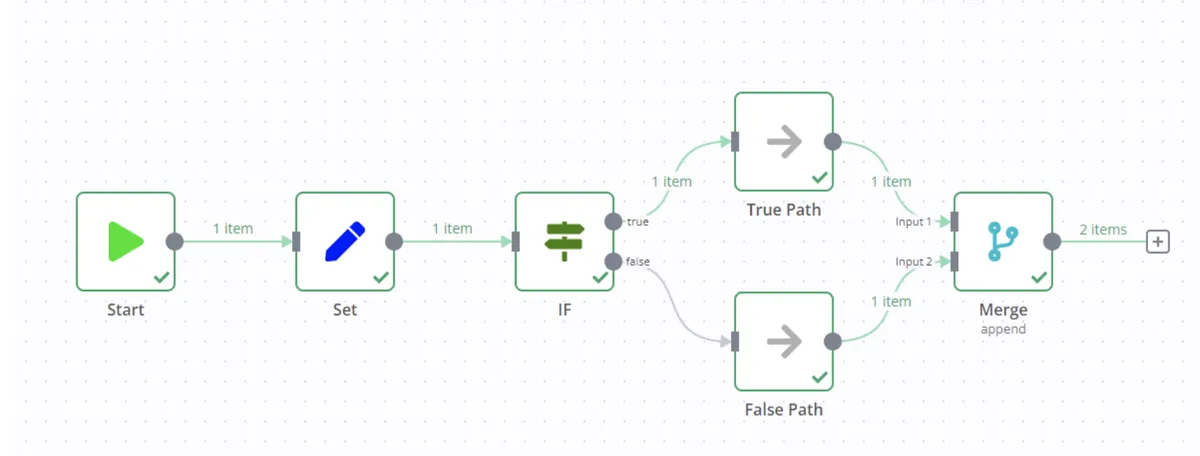 1 item
1 item
1 item
1 item
1 item
2 items
true
false
Input 1
Input 2
Start
Set
IF
True Path
False Path
Merge
append